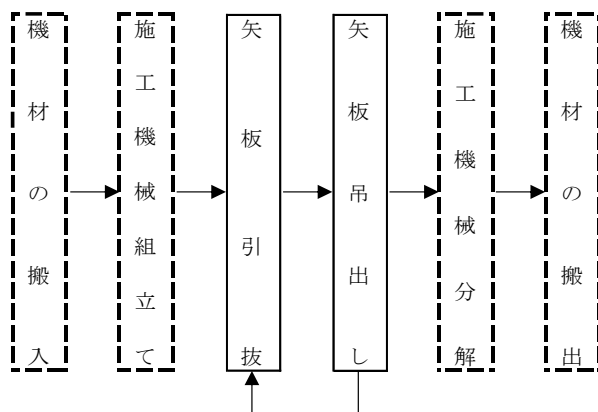 機材の搬入
施工機械組立て
矢板引抜
矢板吊出し
施工機械分解
機材の搬出